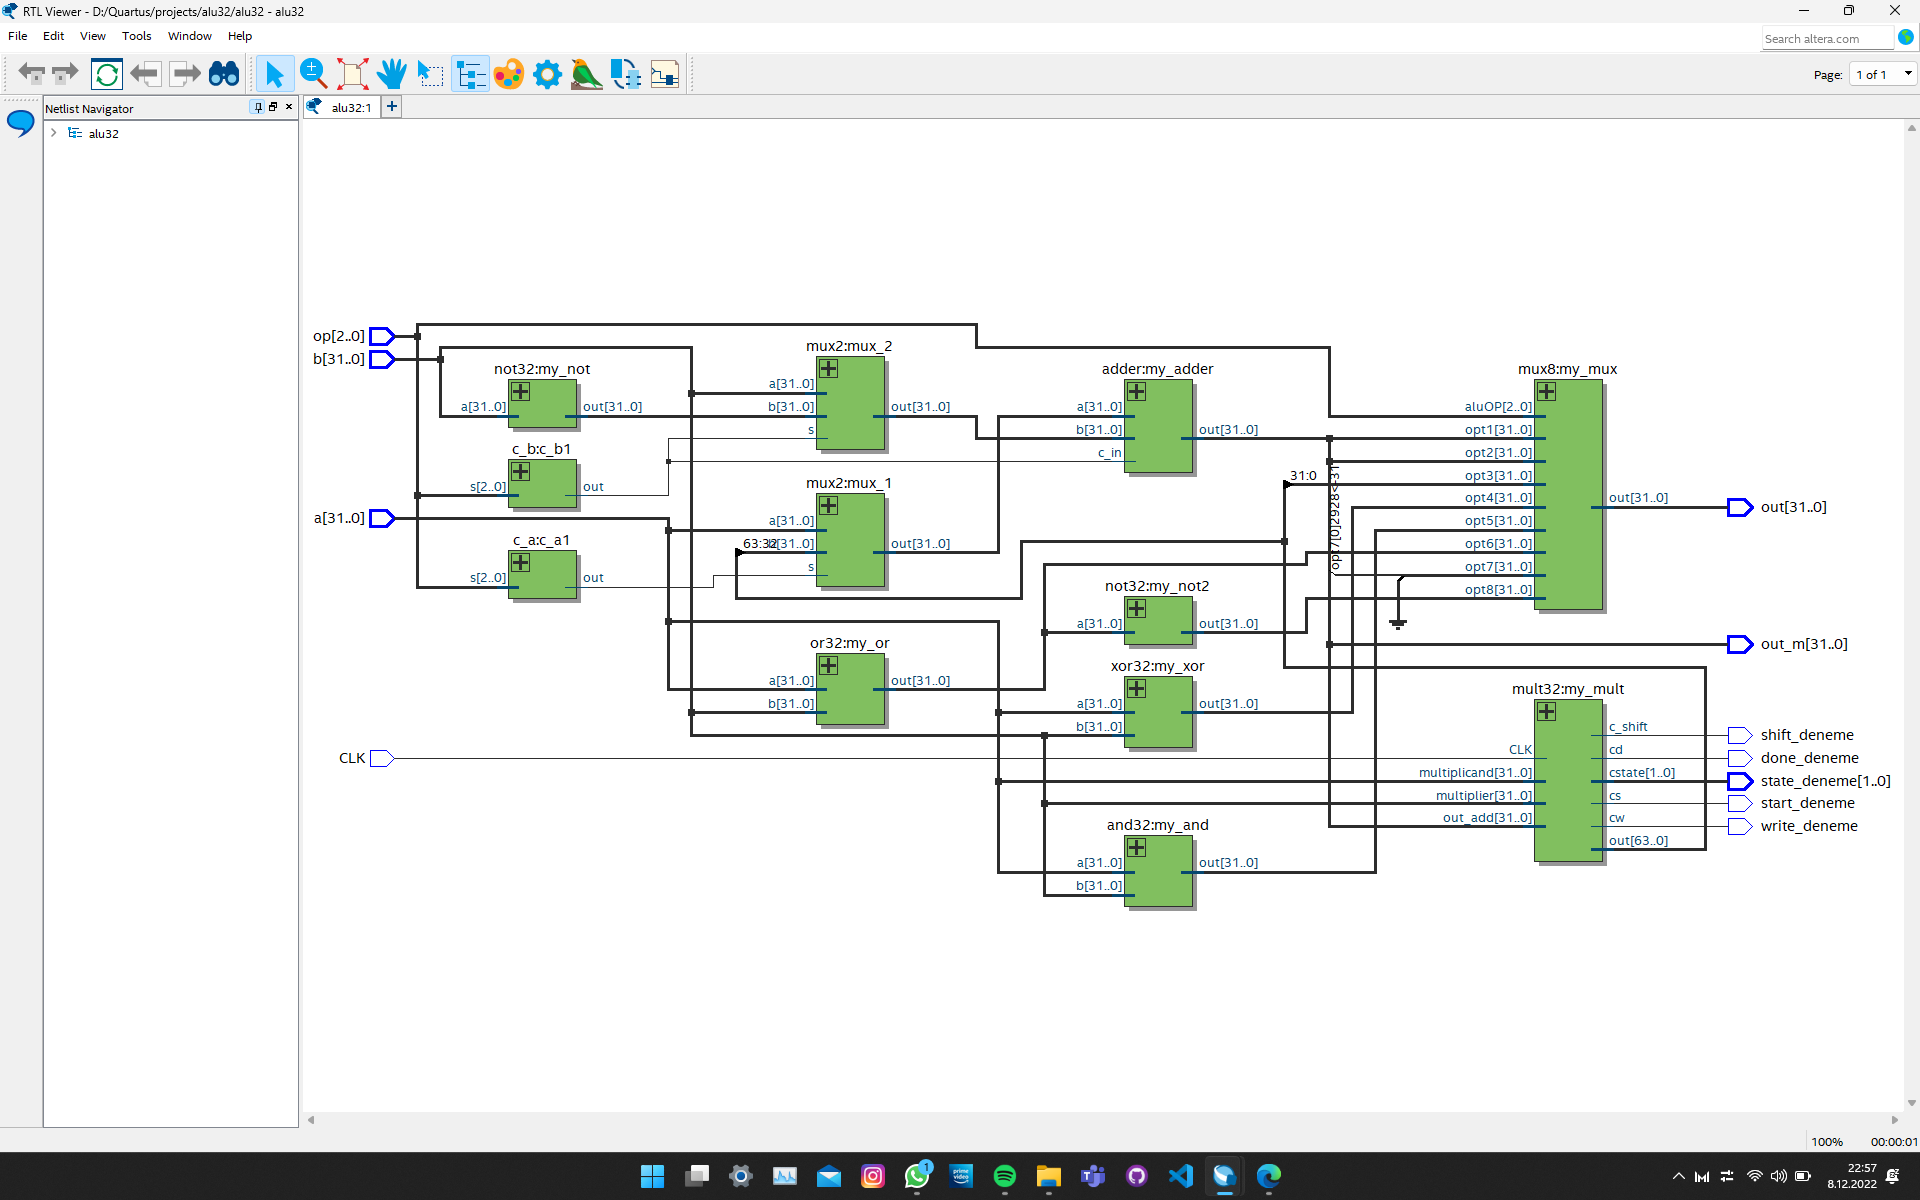 RTL Viewer - D:/Quartus/projects/alu32/alu32 - alu32
File Edit View Tools Window Help
Search altera.com
Page: 1 of 1
Netlist Navigator
alu32:1
alu32
op[2..0]
b[31..0]
a[31..0]
CLK
not32:my_not
a[31..0] out[31..0]
c_b:c_b1
s[2..0] out
c_a:c_a1
s[2..0] out
mux2:mux_2
a[31..0]
b[31..0] out[31..0]
s
mux2:mux_1
a[31..0]
63:32 b[31..0] out[31..0]
s
or32:my_or
a[31..0] out[31..0]
b[31..0]
adder:my_adder
a[31..0]
b[31..0] out[31..0]
c_in
not32:my_not2
a[31..0] out[31..0]
xor32:my_xor
a[31..0] out[31..0]
b[31..0]
and32:my_and
a[31..0] out[31..0]
b[31..0]
31:0
mux8:my_mux
aluOP[2..0]
opt1[31..0]
opt2[31..0]
opt3[31..0]
opt4[31..0] out[31..0]
opt5[31..0]
opt6[31..0]
opt7[31..0]
opt8[31..0]
out[31..0]
out_m[31..0]
mult32:my_mult
c_shift
CLK cd
multiplicand[31..0] cstate[1..0]
multiplier[31..0] cs
out_add[31..0] cw
out[63..0]
shift_deneme
done_deneme
state_deneme[1..0]
start_deneme
write_deneme
100% 00:00:01
1
prime video
22:57
8.12.2022